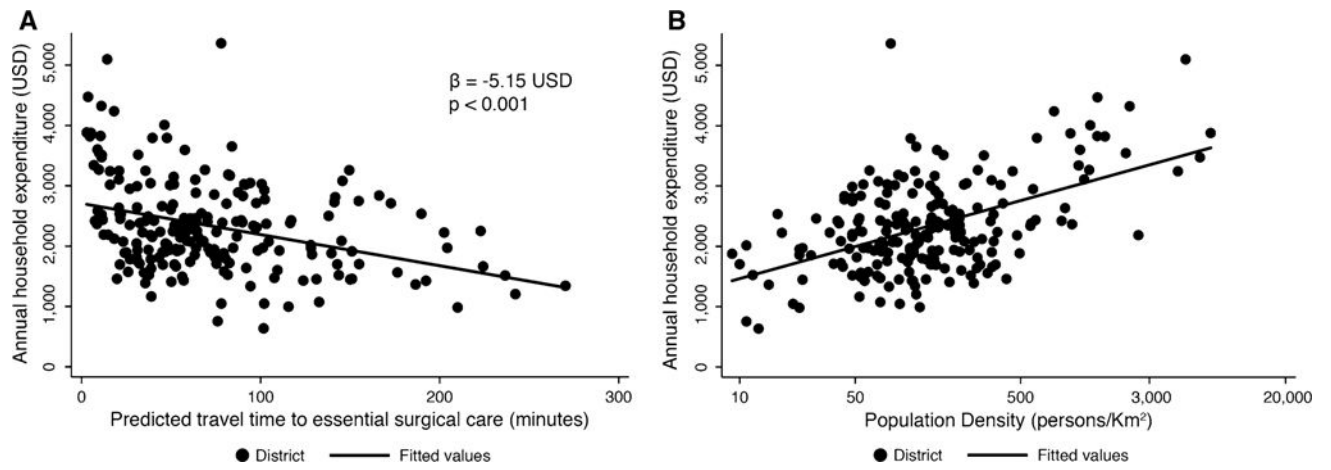 A
Annual household expenditure (USD)
5,000
4,000
3,000
2,000
1,000
0
β = -5.15 USD
p < 0.001
0 100 200 300
Predicted travel time to essential surgical care (minutes)
District Fitted values
B
Annual household expenditure (USD)
5,000
4,000
3,000
2,000
1,000
0
10 50 500 3,000 20,000
Population Density (persons/Km²)
District Fitted values